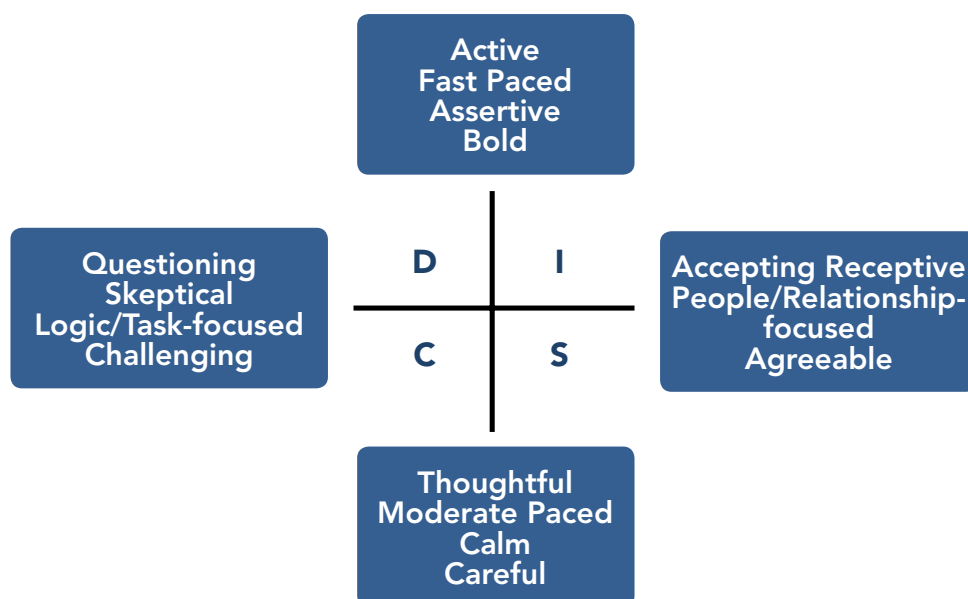 Active
Fast Paced
Assertive
Bold
D
I
Questioning
Skeptical
Logic/Task-focused
Challenging
Accepting Receptive
People/Relationship-
focused
Agreeable
C
S
Thoughtful
Moderate Paced
Calm
Careful